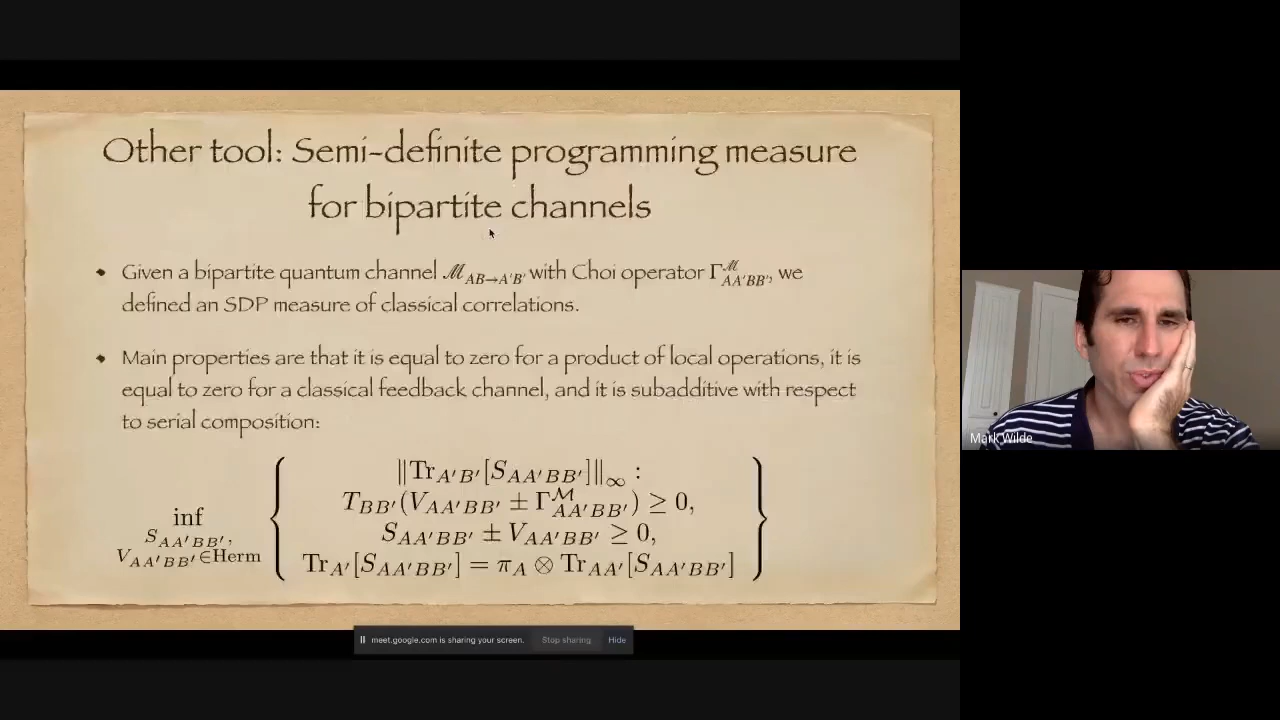 Other tool: Semi-definite programming measure
for bipartite channels
• Given a bipartite quantum channel ℳ_{AB→A'B'} with Choi operator Γ^ℳ_{AA'BB'}, we
defined an SDP measure of classical correlations.
• Main properties are that it is equal to zero for a product of local operations, it is
equal to zero for a classical feedback channel, and it is subadditive with respect
to serial composition:
inf_{S_{AA'BB'}, V_{AA'BB'}∈Herm} {
‖Tr_{A'B'}[S_{AA'BB'}]‖_∞ :
T_{BB'}(V_{AA'BB'} ± Γ^ℳ_{AA'BB'}) ≥ 0,
S_{AA'BB'} ± V_{AA'BB'} ≥ 0,
Tr_{A'}[S_{AA'BB'}] = π_A ⊗ Tr_{AA'}[S_{AA'BB'}]
}
Mark Wilde
meet.google.com is sharing your screen. Stop sharing Hide